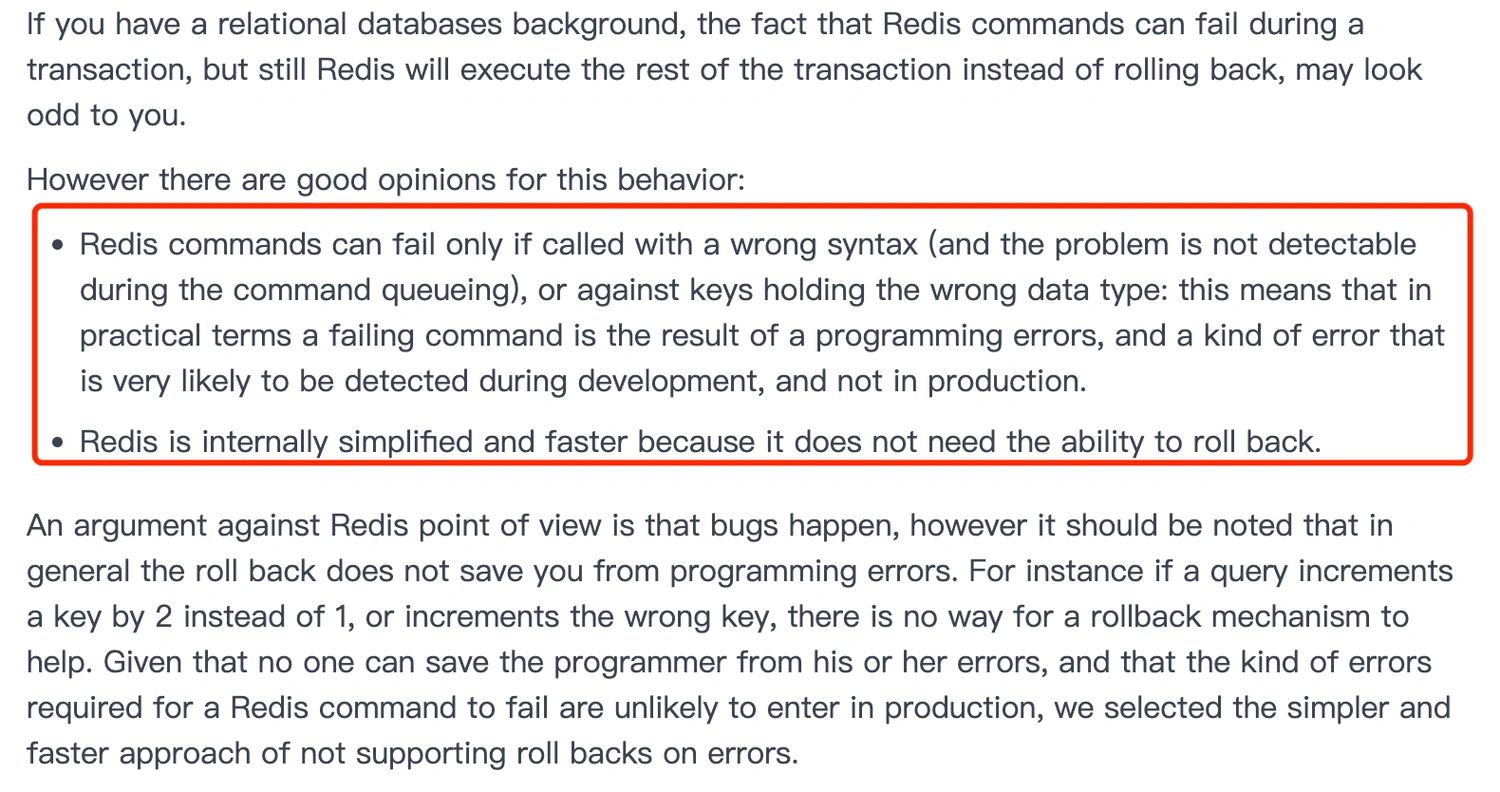 If you have a relational databases background, the fact that Redis commands can fail during a
transaction, but still Redis will execute the rest of the transaction instead of rolling back, may look
odd to you.
However there are good opinions for this behavior:
• Redis commands can fail only if called with a wrong syntax (and the problem is not detectable
during the command queueing), or against keys holding the wrong data type: this means that in
practical terms a failing command is the result of a programming errors, and a kind of error that
is very likely to be detected during development, and not in production.
• Redis is internally simplified and faster because it does not need the ability to roll back.
An argument against Redis point of view is that bugs happen, however it should be noted that in
general the roll back does not save you from programming errors. For instance if a query increments
a key by 2 instead of 1, or increments the wrong key, there is no way for a rollback mechanism to
help. Given that no one can save the programmer from his or her errors, and that the kind of errors
required for a Redis command to fail are unlikely to enter in production, we selected the simpler and
faster approach of not supporting roll backs on errors.